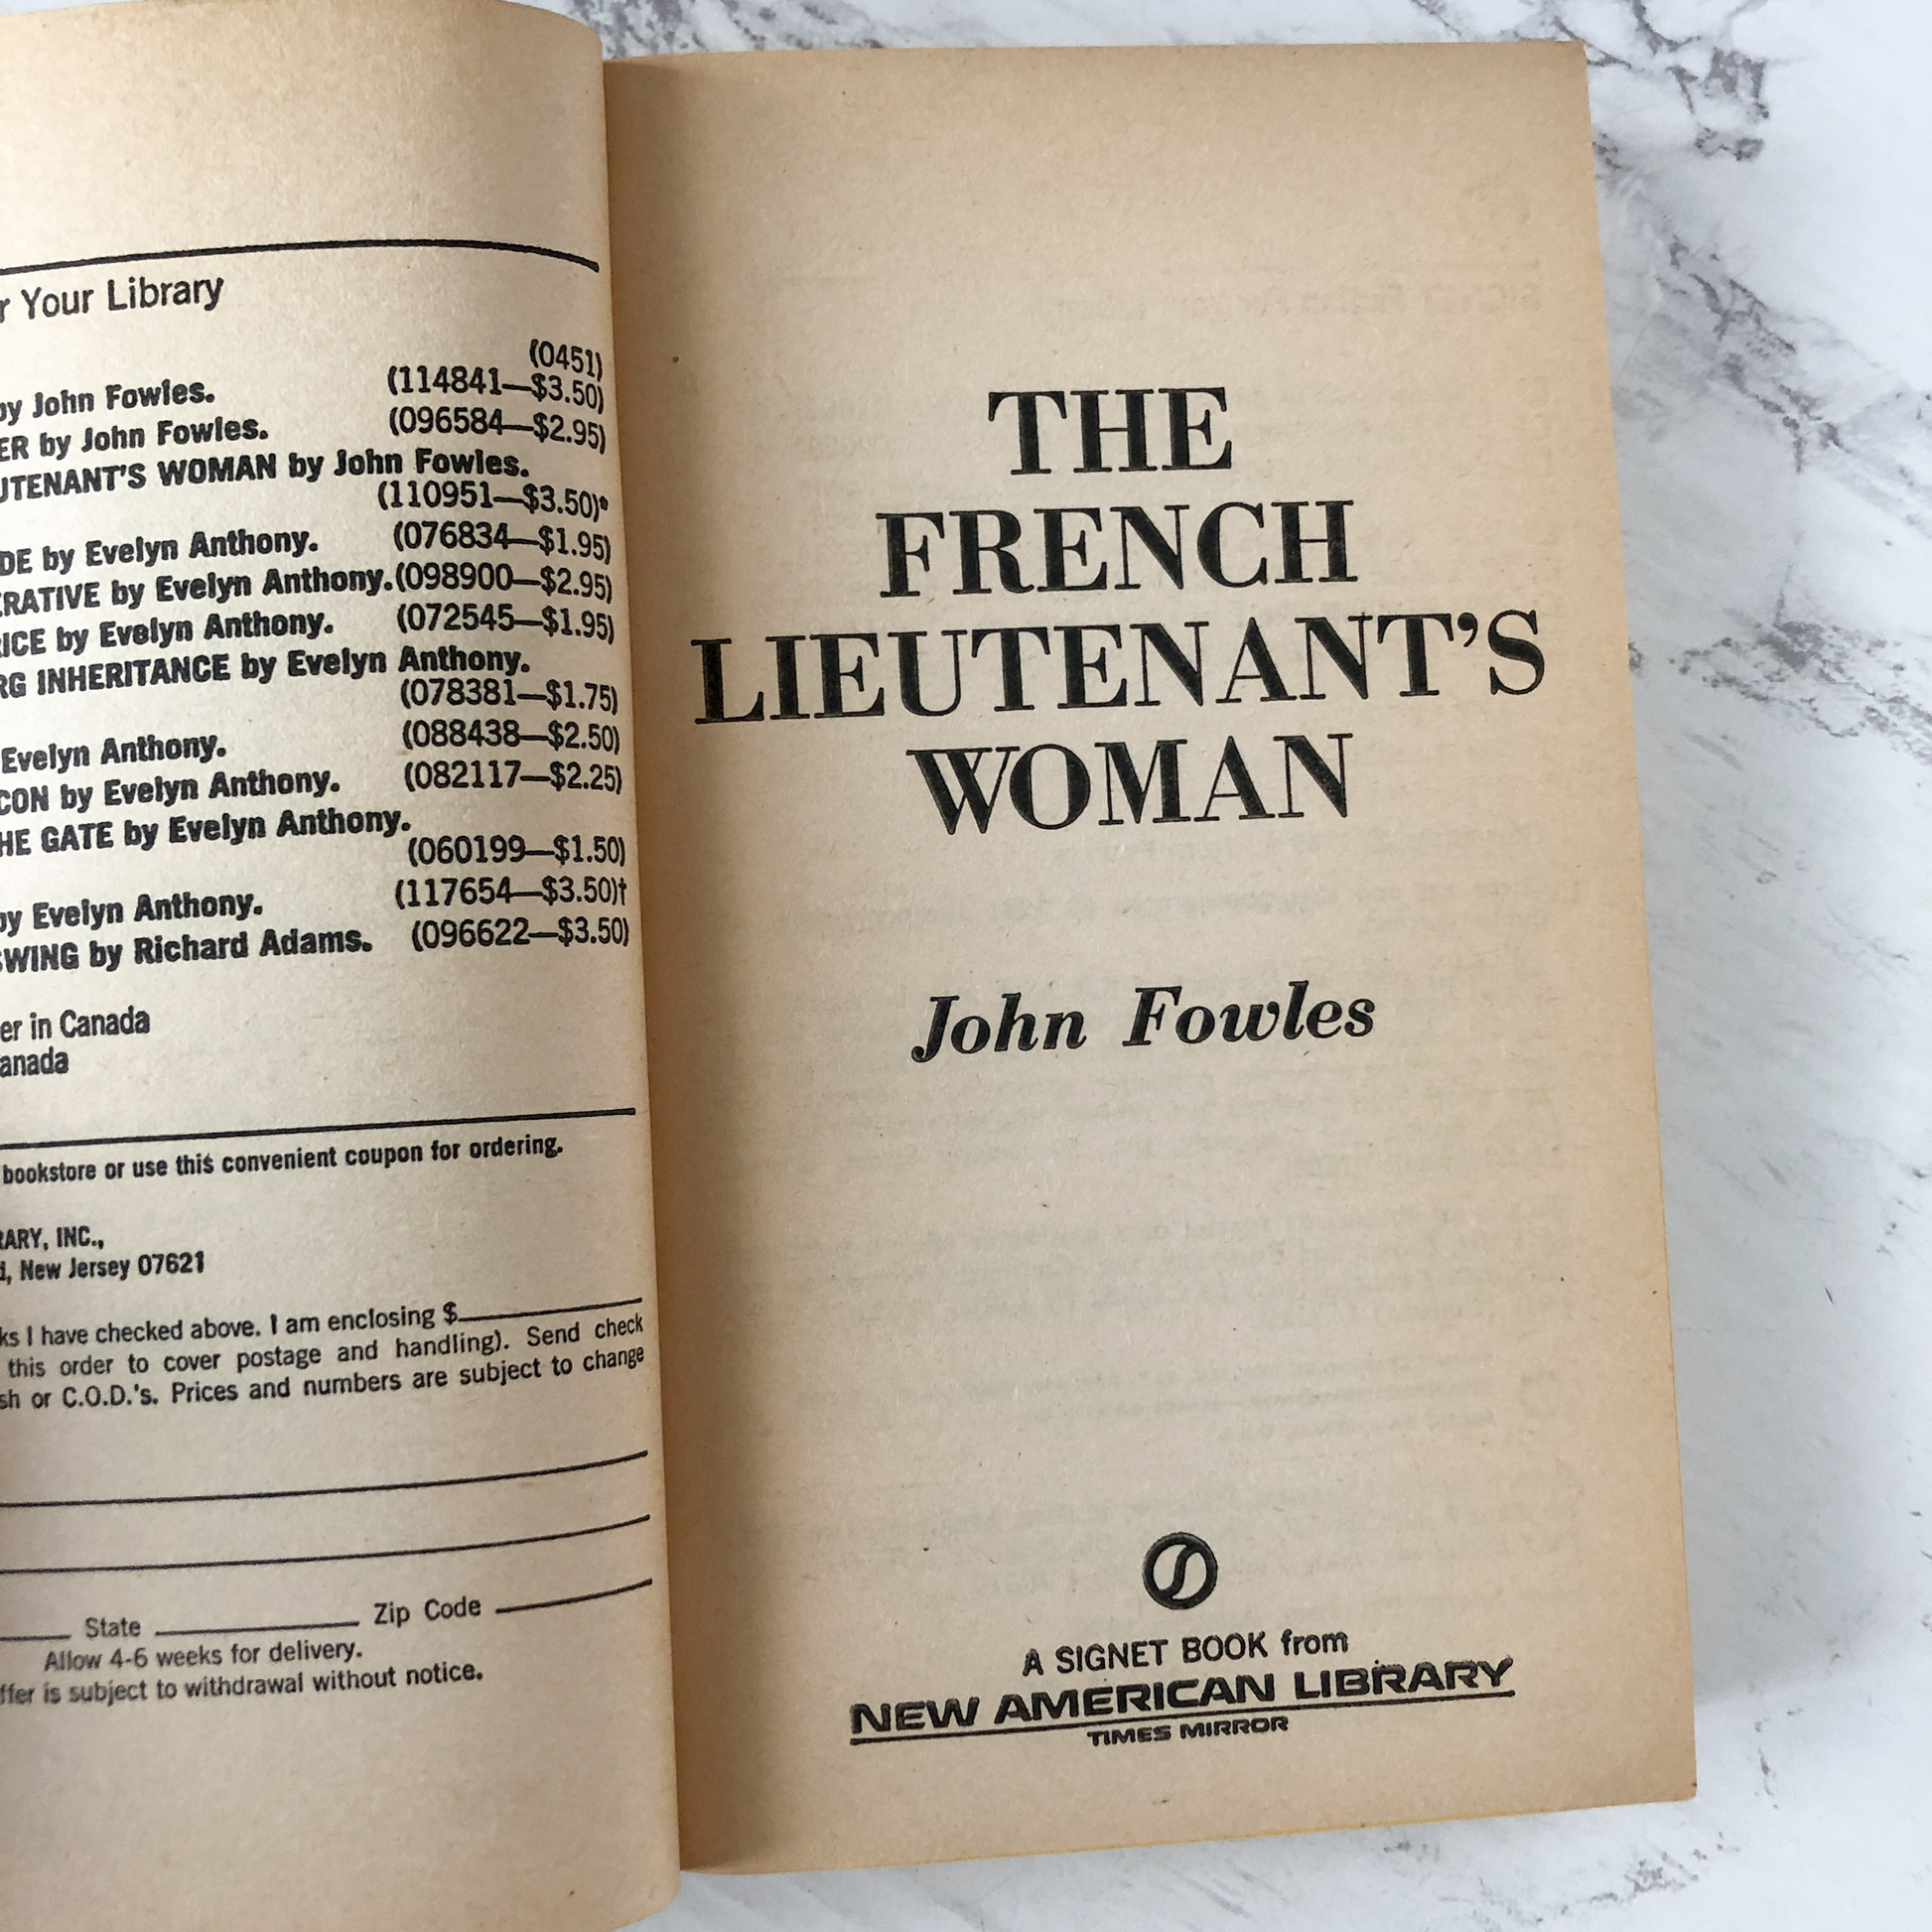 r Your Library
(0451)
by John Fowles. (114841—$3.50)
ER by John Fowles. (096584—$2.95)
UTENANT'S WOMAN by John Fowles.
(110951—$3.50)*
DE by Evelyn Anthony. (076834—$1.95)
ERATIVE by Evelyn Anthony. (098900—$2.95)
RICE by Evelyn Anthony. (072545—$1.95)
RG INHERITANCE by Evelyn Anthony.
(078381—$1.75)
Evelyn Anthony. (088438—$2.50)
CON by Evelyn Anthony. (082117—$2.25)
HE GATE by Evelyn Anthony.
(060199—$1.50)
by Evelyn Anthony. (117654—$3.50)†
SWING by Richard Adams. (096622—$3.50)
er in Canada
anada
bookstore or use this convenient coupon for ordering.
RARY, INC.,
d, New Jersey 07621
ks I have checked above. I am enclosing $
this order to cover postage and handling). Send check
sh or C.O.D.'s. Prices and numbers are subject to change
State Zip Code
Allow 4-6 weeks for delivery.
ffer is subject to withdrawal without notice.
THE
FRENCH
LIEUTENANT'S
WOMAN
John Fowles
A SIGNET BOOK from
NEW AMERICAN LIBRARY
TIMES MIRROR